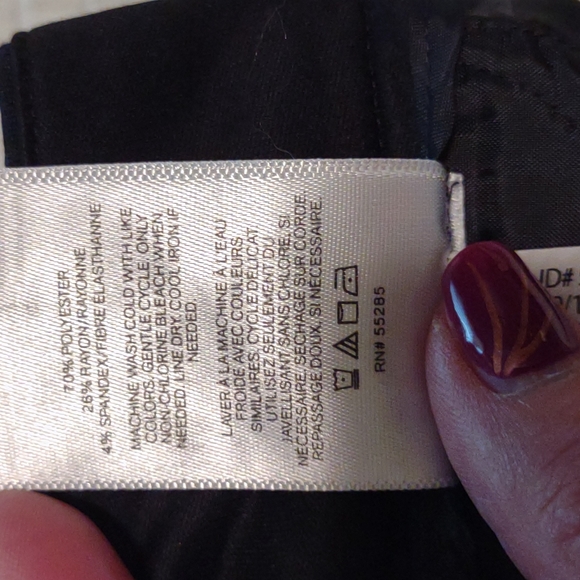 70% POLYESTER
26% RAYON/RAYONNE
4% SPANDEX/FIBRE ELASTHANNE
MACHINE WASH COLD WITH LIKE
COLORS, GENTLE CYCLE, ONLY
NON-CHLORINE BLEACH WHEN
NEEDED. LINE DRY, COOL IRON IF
NEEDED.
LAVER À LA MACHINE À L'EAU
FROIDE AVEC COULEURS
SIMILAIRES, CYCLE DÉLICAT.
UTILISEZ SEULEMENT DU
JAVELLISANT SANS CHLORE, SI
NÉCESSAIRE, SÉCHAGE SUR CORDE.
REPASSAGE DOUX, SI NÉCESSAIRE.
RN# 55285
ID#